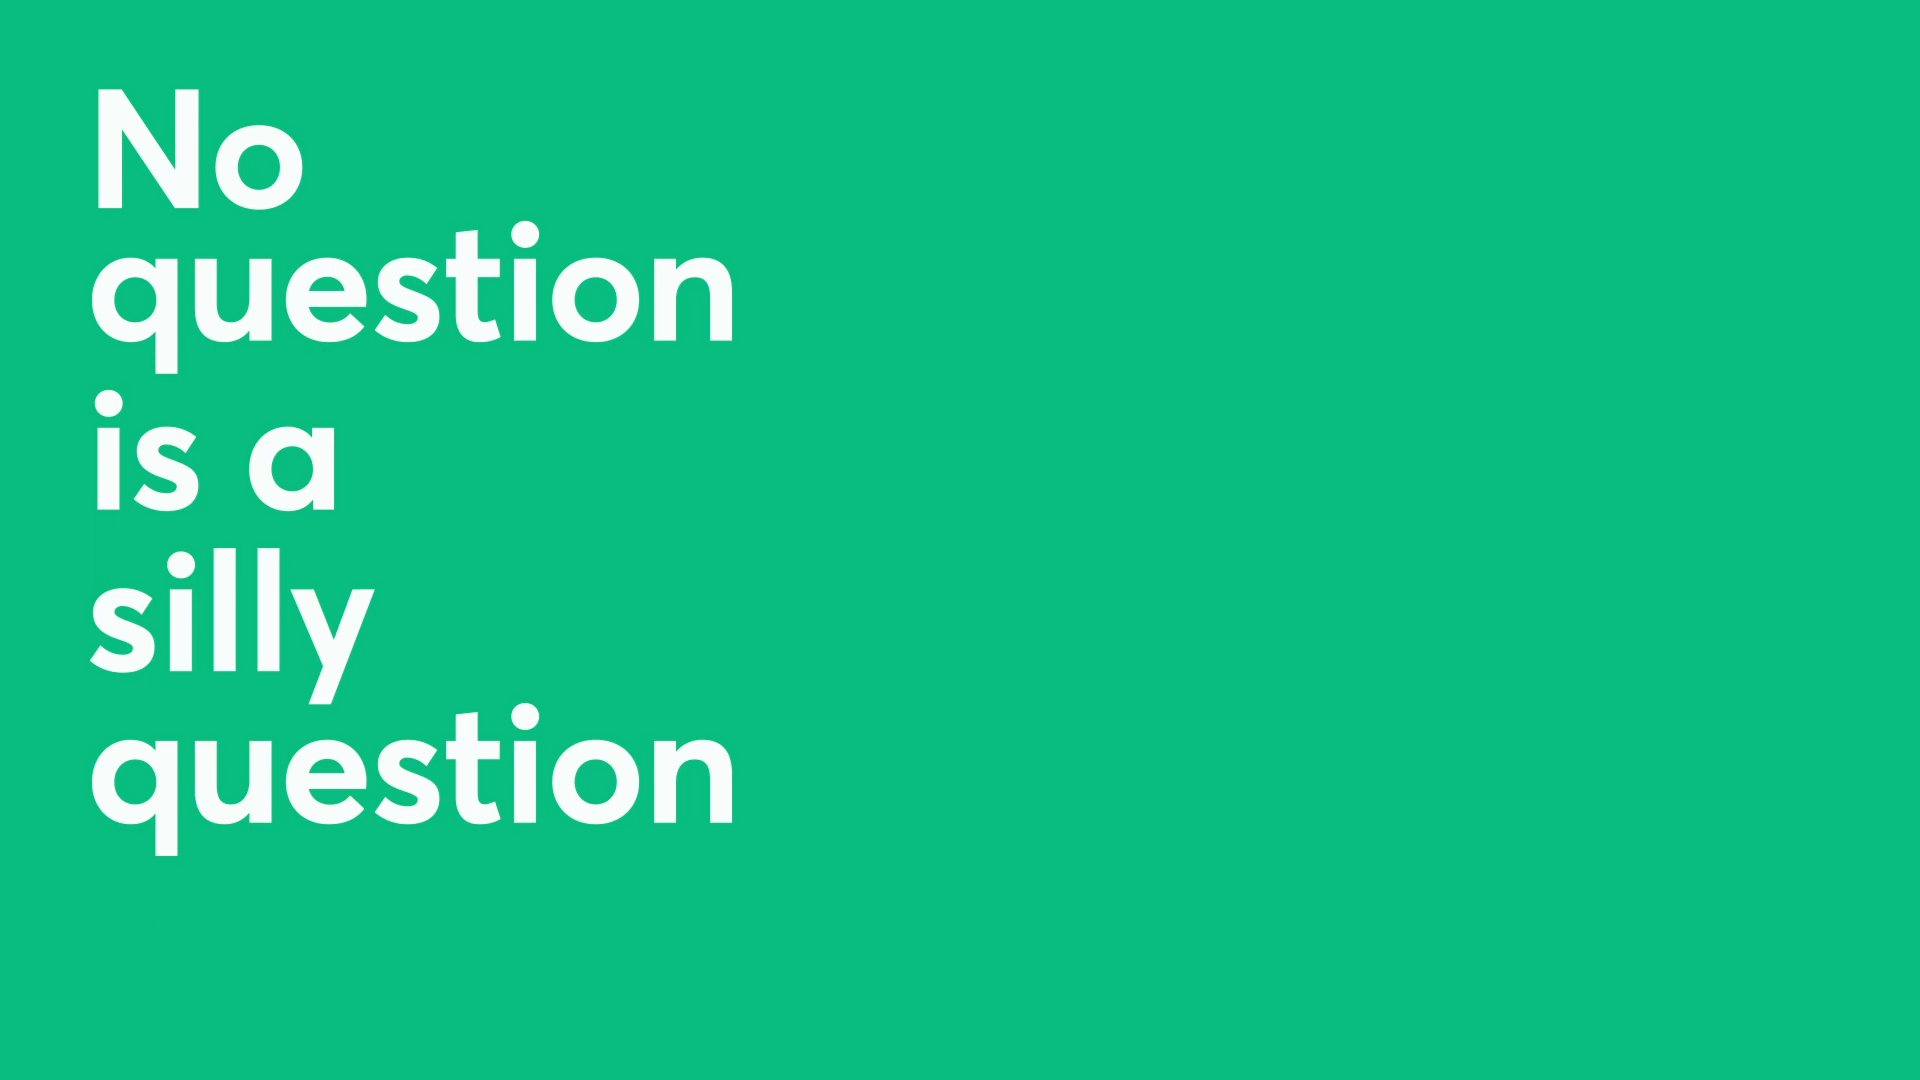 No
question
is a
silly
question